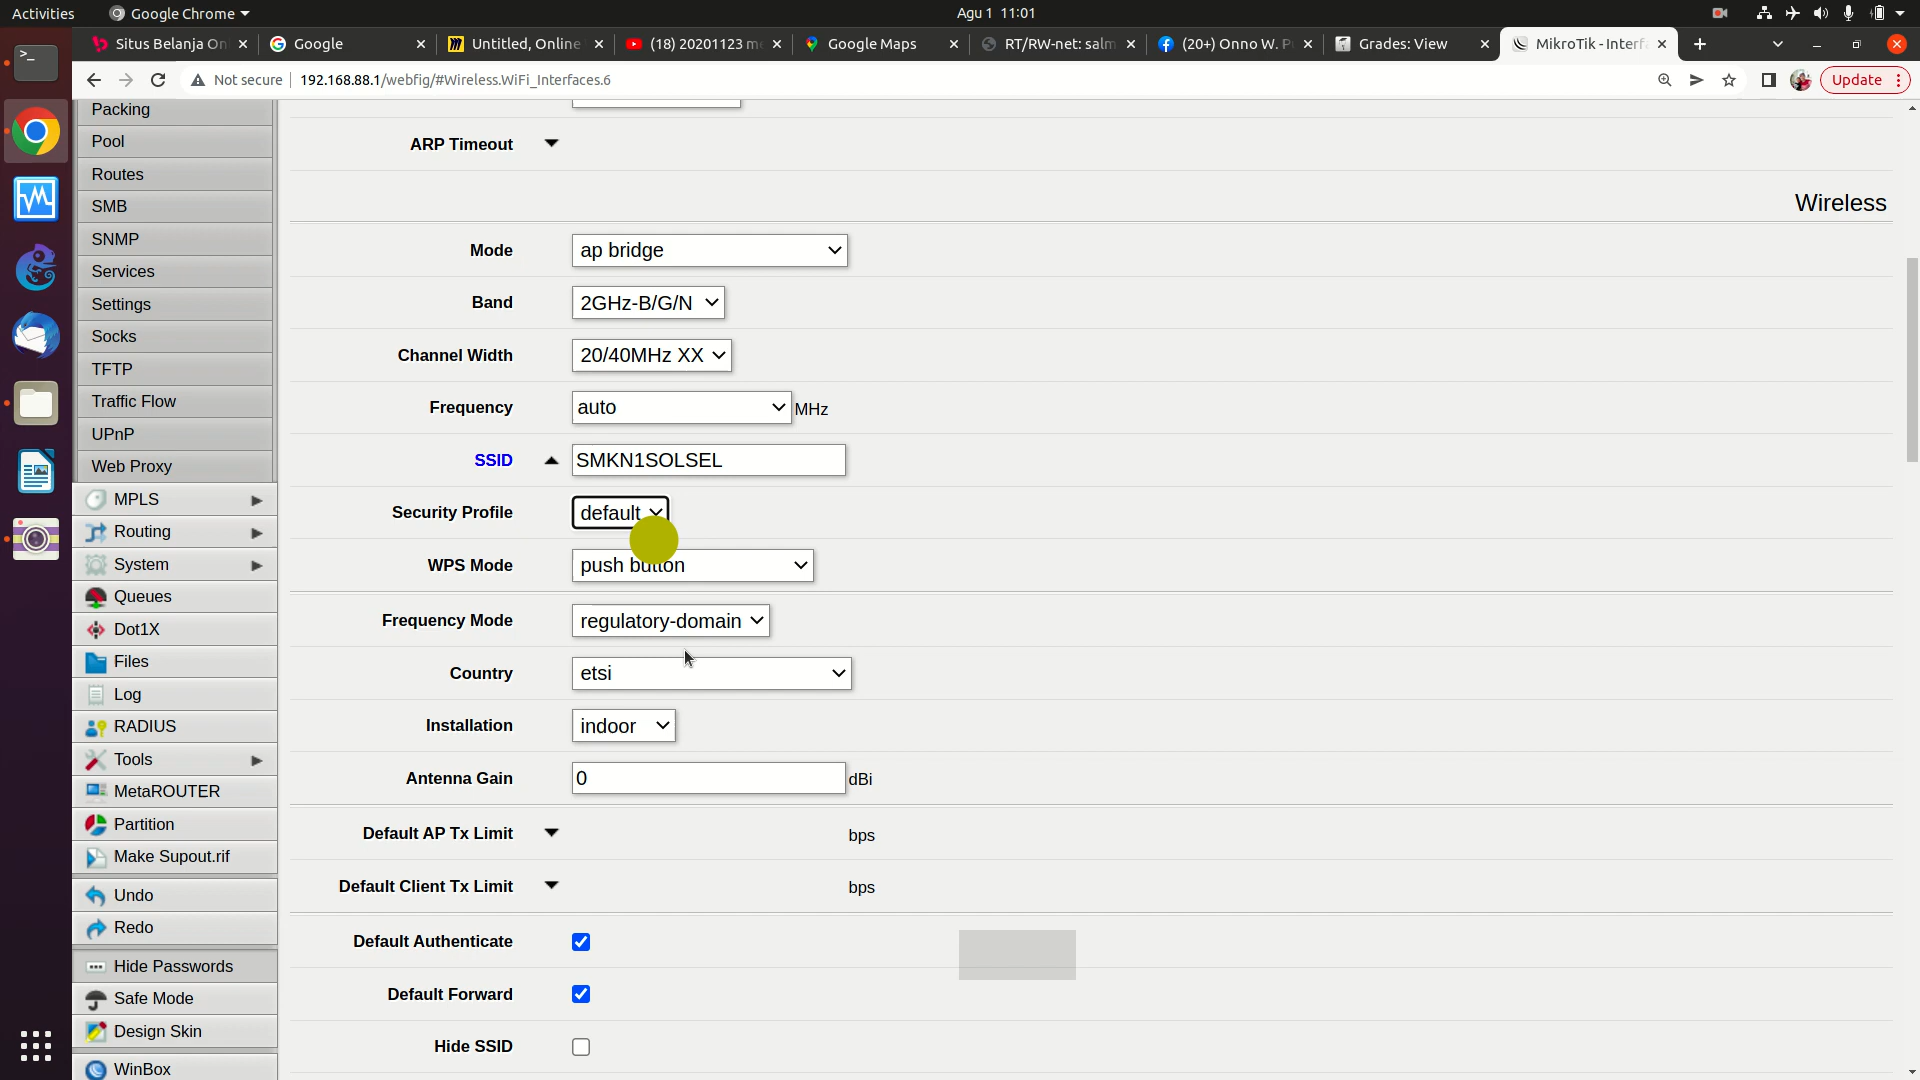 Activities
Google Chrome
Agu 1 11:01
Situs Belanja On
Google
Untitled, Online
(18) 20201123 m
Google Maps
RT/RW-net: salm
(20+) Onno W. P
Grades: View
MikroTik - Interf
Not secure
192.168.88.1/webfig/#Wireless.WiFi_Interfaces.6
Update
Packing
Pool
Routes
SMB
SNMP
Services
Settings
Socks
TFTP
Traffic Flow
UPnP
Web Proxy
MPLS
Routing
System
Queues
Dot1X
Files
Log
RADIUS
Tools
MetaROUTER
Partition
Make Supout.rif
Undo
Redo
Hide Passwords
Safe Mode
Design Skin
WinBox
ARP Timeout
Wireless
Mode ap bridge
Band 2GHz-B/G/N
Channel Width 20/40MHz XX
Frequency auto MHz
SSID SMKN1SOLSEL
Security Profile default
WPS Mode push button
Frequency Mode regulatory-domain
Country etsi
Installation indoor
Antenna Gain 0 dBi
Default AP Tx Limit bps
Default Client Tx Limit bps
Default Authenticate
Default Forward
Hide SSID